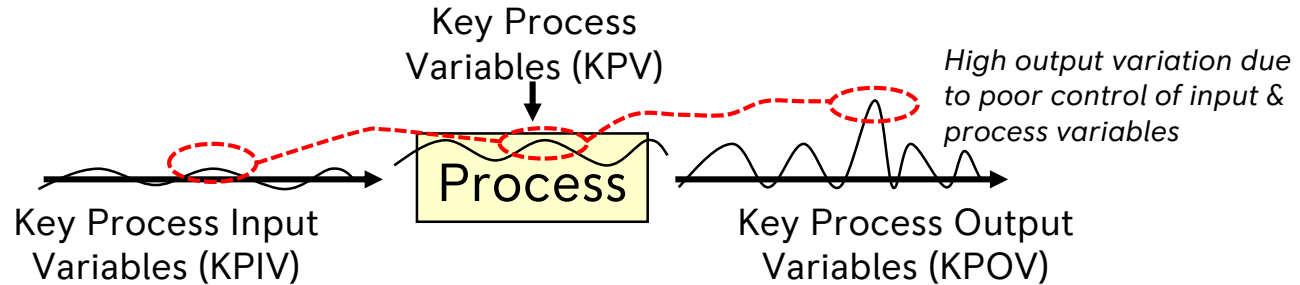 Key Process
Variables (KPV)
High output variation due
to poor control of input &
process variables
Process
Key Process Input
Variables (KPIV)
Key Process Output
Variables (KPOV)